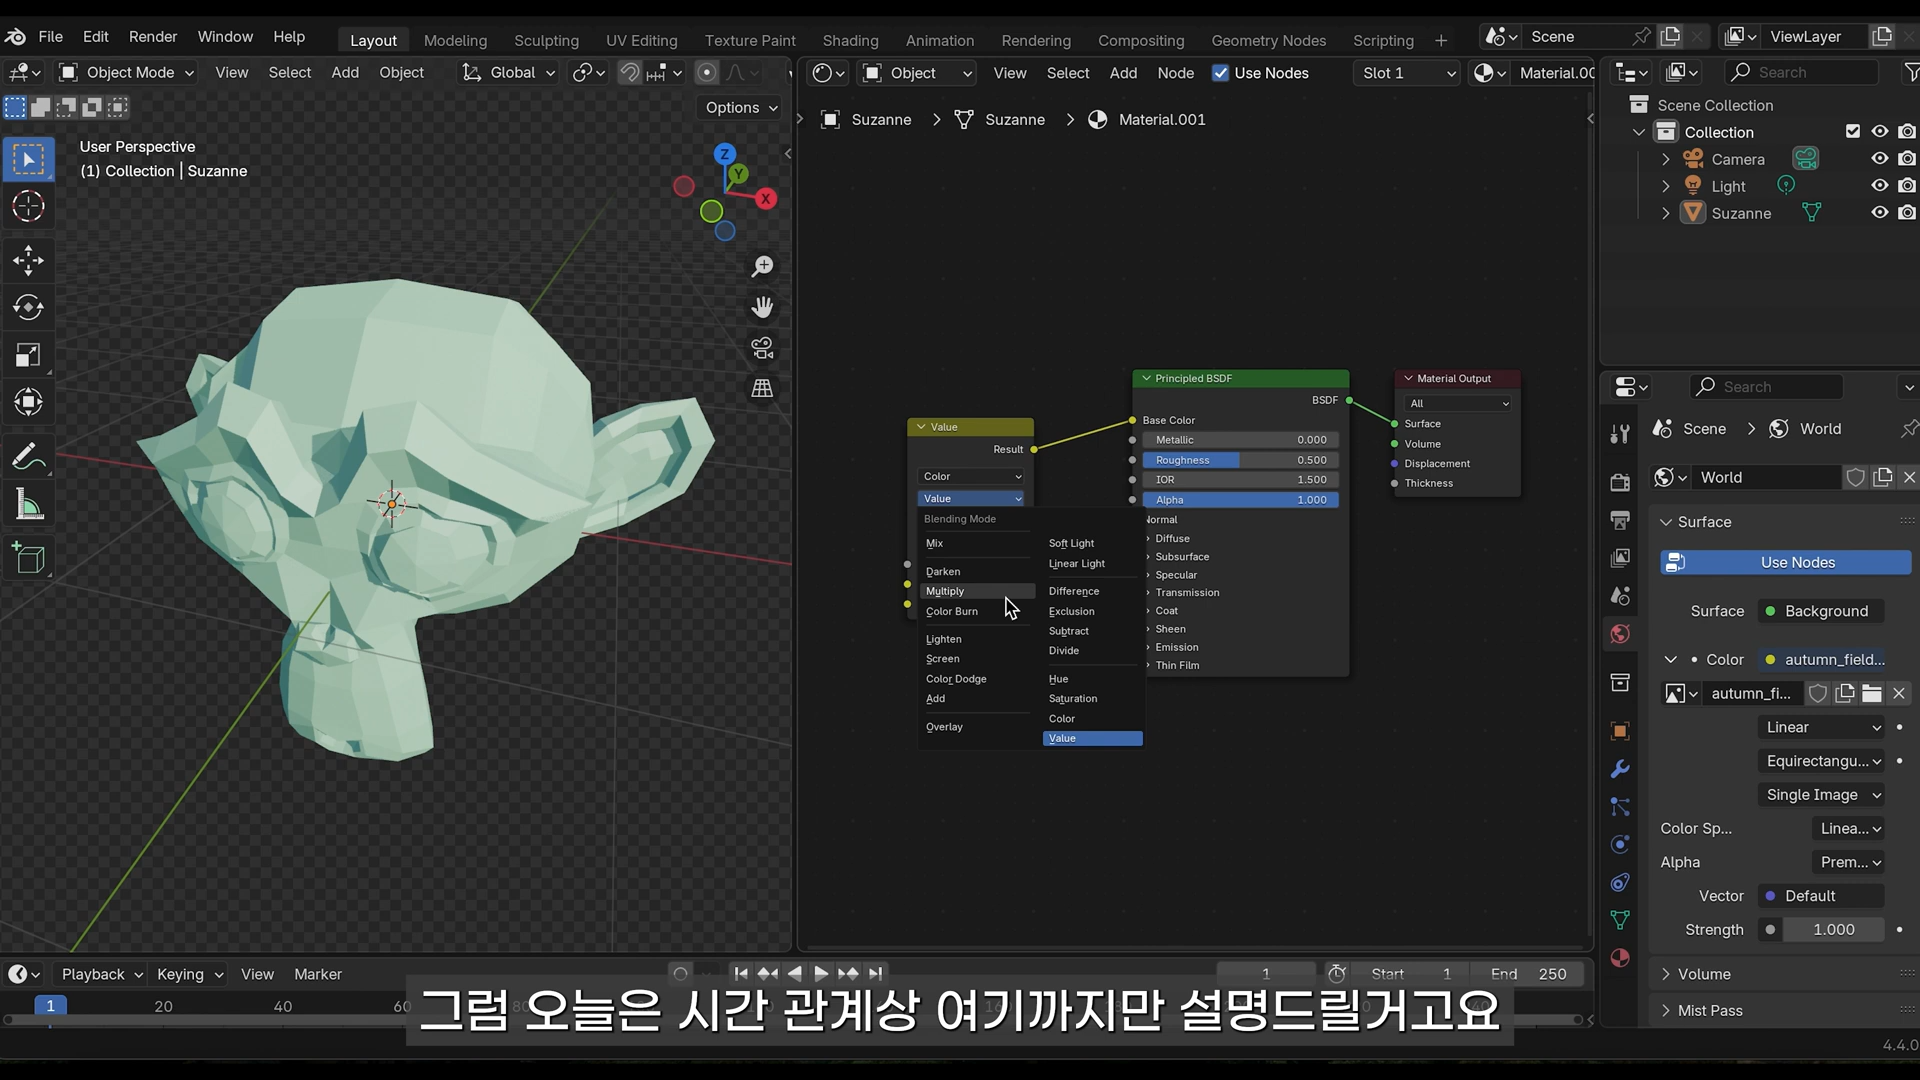 File Edit Render Window Help
Layout Modeling Sculpting UV Editing Texture Paint Shading Animation Rendering Compositing Geometry Nodes Scripting +
Scene
ViewLayer
Object Mode View Select Add Object Global
Options
User Perspective
(1) Collection | Suzanne
Z
Y
X
Object View Select Add Node Use Nodes Slot 1 Material.00
Suzanne > Suzanne > Material.001
Value
Result
Color
Value
Blending Mode
Mix
Darken
Multiply
Color Burn
Lighten
Screen
Color Dodge
Add
Overlay
Soft Light
Linear Light
Difference
Exclusion
Subtract
Divide
Hue
Saturation
Color
Value
Principled BSDF
BSDF
Base Color
Metallic 0.000
Roughness 0.500
IOR 1.500
Alpha 1.000
Normal
Diffuse
Subsurface
Specular
Transmission
Coat
Sheen
Emission
Thin Film
Material Output
All
Surface
Volume
Displacement
Thickness
Search
Scene Collection
Collection
Camera
Light
Suzanne
Search
Scene > World
World
Surface
Use Nodes
Surface Background
Color autumn_field...
autumn_fi...
Linear
Equirectangu...
Single Image
Color Sp... Linea...
Alpha Prem...
Vector Default
Strength 1.000
Volume
Mist Pass
Playback Keying View Marker
1 Start 1 End 250
1 20 40
그럼 오늘은 시간 관계상 여기까지만 설명드릴거고요
4.4.0